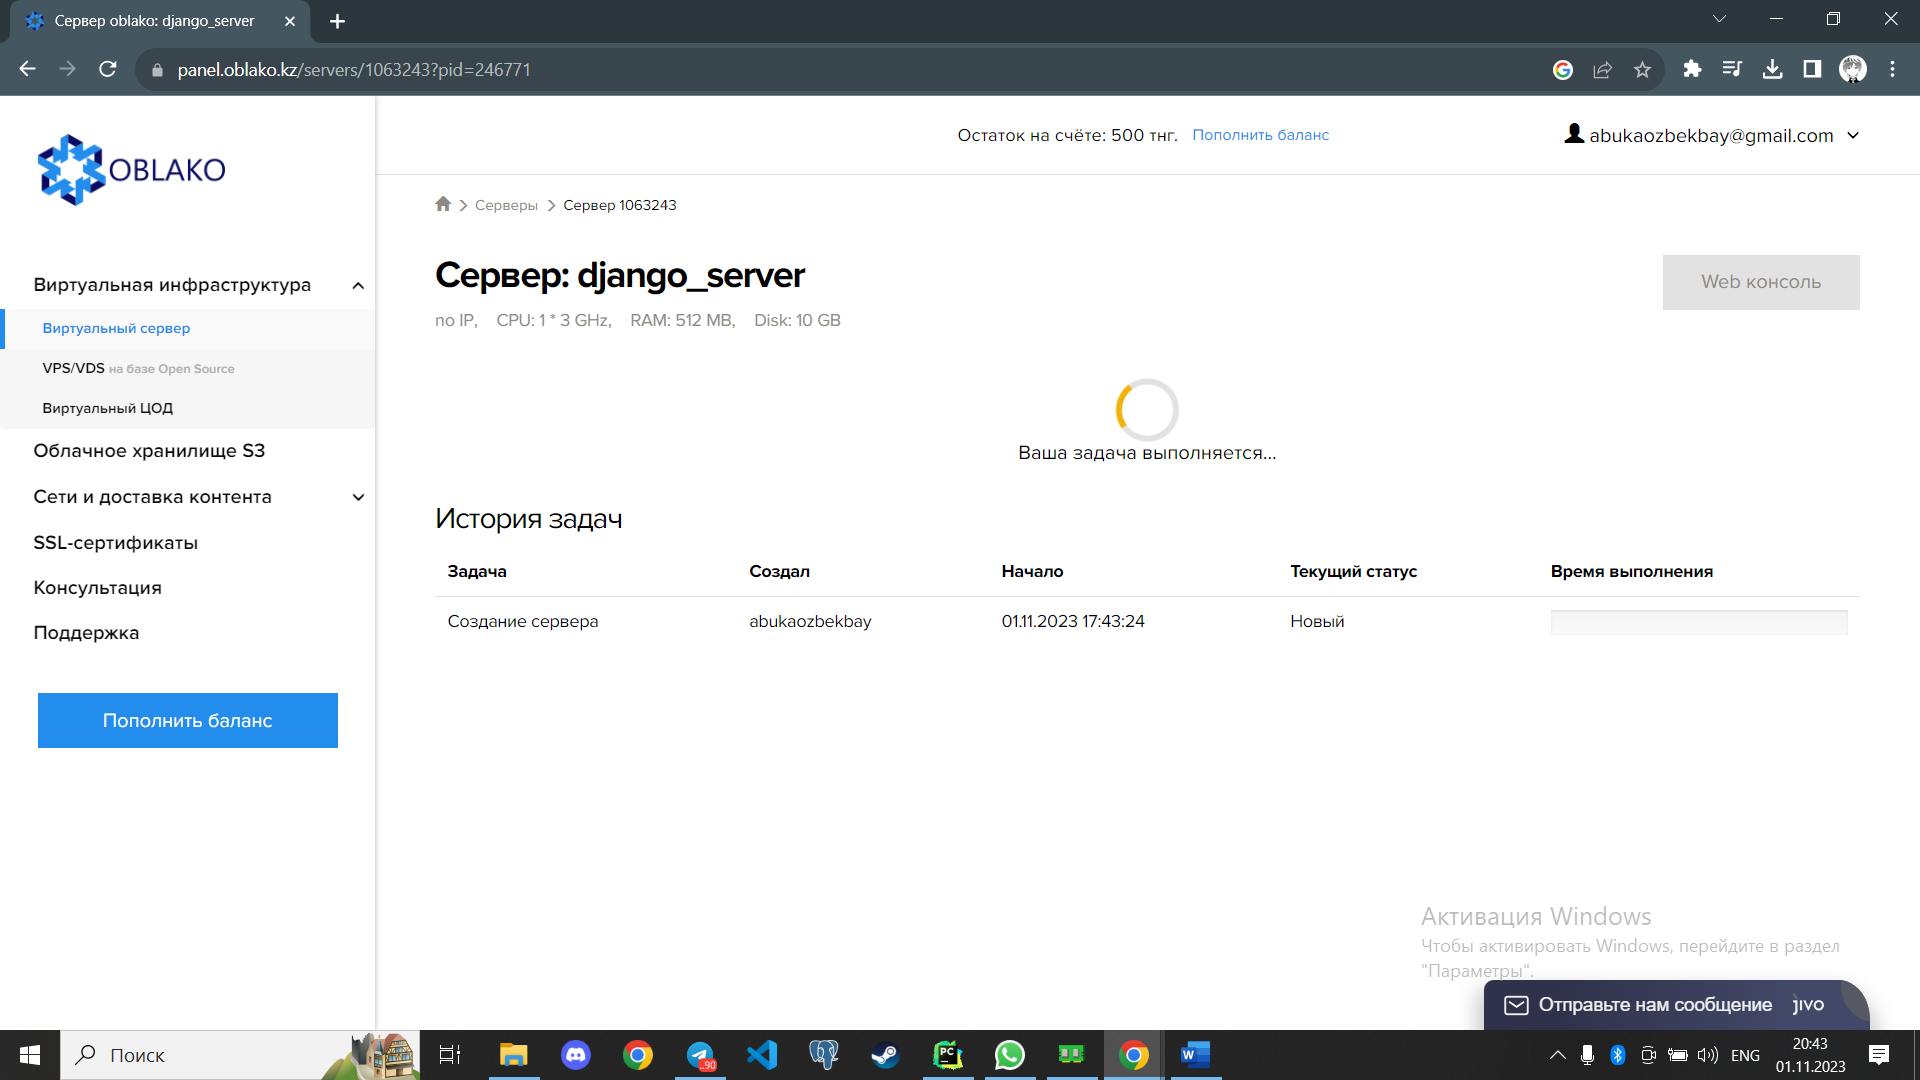 Сервер oblako: django_server
panel.oblako.kz/servers/1063243?pid=246771
OBLAKO
Остаток на счёте: 500 тнг. Пополнить баланс
abukaozbekbay@gmail.com
Серверы
Сервер 1063243
Сервер: django_server
no IP, CPU: 1 * 3 GHz, RAM: 512 MB, Disk: 10 GB
Web консоль
Виртуальная инфраструктура
Виртуальный сервер
VPS/VDS на базе Open Source
Виртуальный ЦОД
Облачное хранилище S3
Сети и доставка контента
SSL-сертификаты
Консультация
Поддержка
Пополнить баланс
Ваша задача выполняется...
История задач
Задача Создал Начало Текущий статус Время выполнения
Создание сервера abukaozbekbay 01.11.2023 17:43:24 Новый
Активация Windows
Чтобы активировать Windows, перейдите в раздел
"Параметры".
Отправьте нам сообщение jivo
Поиск
..90
PC
W
ENG
20:43
01.11.2023